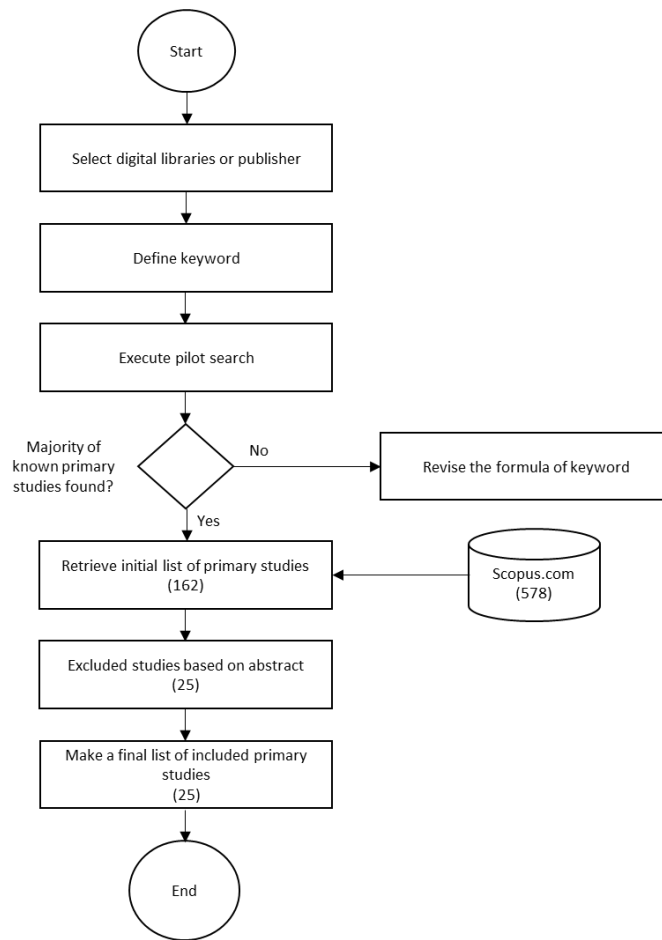 Start
Select digital libraries or publisher
Define keyword
Execute pilot search
Majority of
known primary
studies found?
No
Revise the formula of keyword
Yes
Retrieve initial list of primary studies
(162)
Scopus.com
(578)
Excluded studies based on abstract
(25)
Make a final list of included primary
studies
(25)
End